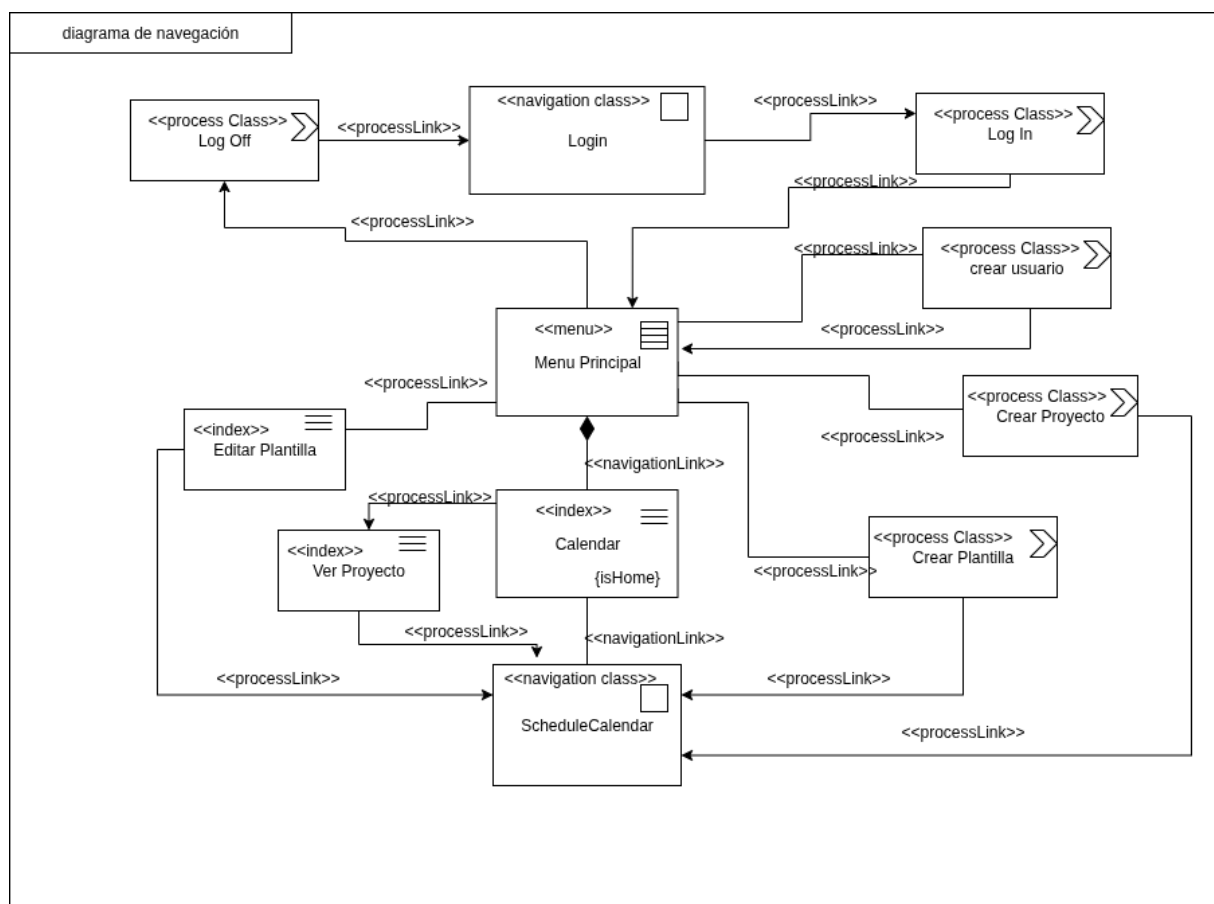 diagrama de navegación
<<process Class>>
Log Off
<<processLink>>
<<navigation class>>
Login
<<processLink>>
<<process Class>>
Log In
<<processLink>>
<<processLink>>
<<processLink>>
<<process Class>>
crear usuario
<<processLink>>
<<menu>>
Menu Principal
<<processLink>>
<<process Class>>
Crear Proyecto
<<processLink>>
<<index>>
Editar Plantilla
<<navigationLink>>
<<processLink>>
<<index>>
Calendar
{isHome}
<<index>>
Ver Proyecto
<<process Class>>
Crear Plantilla
<<processLink>>
<<processLink>>
<<navigationLink>>
<<processLink>>
<<navigation class>>
ScheduleCalendar
<<processLink>>
<<processLink>>